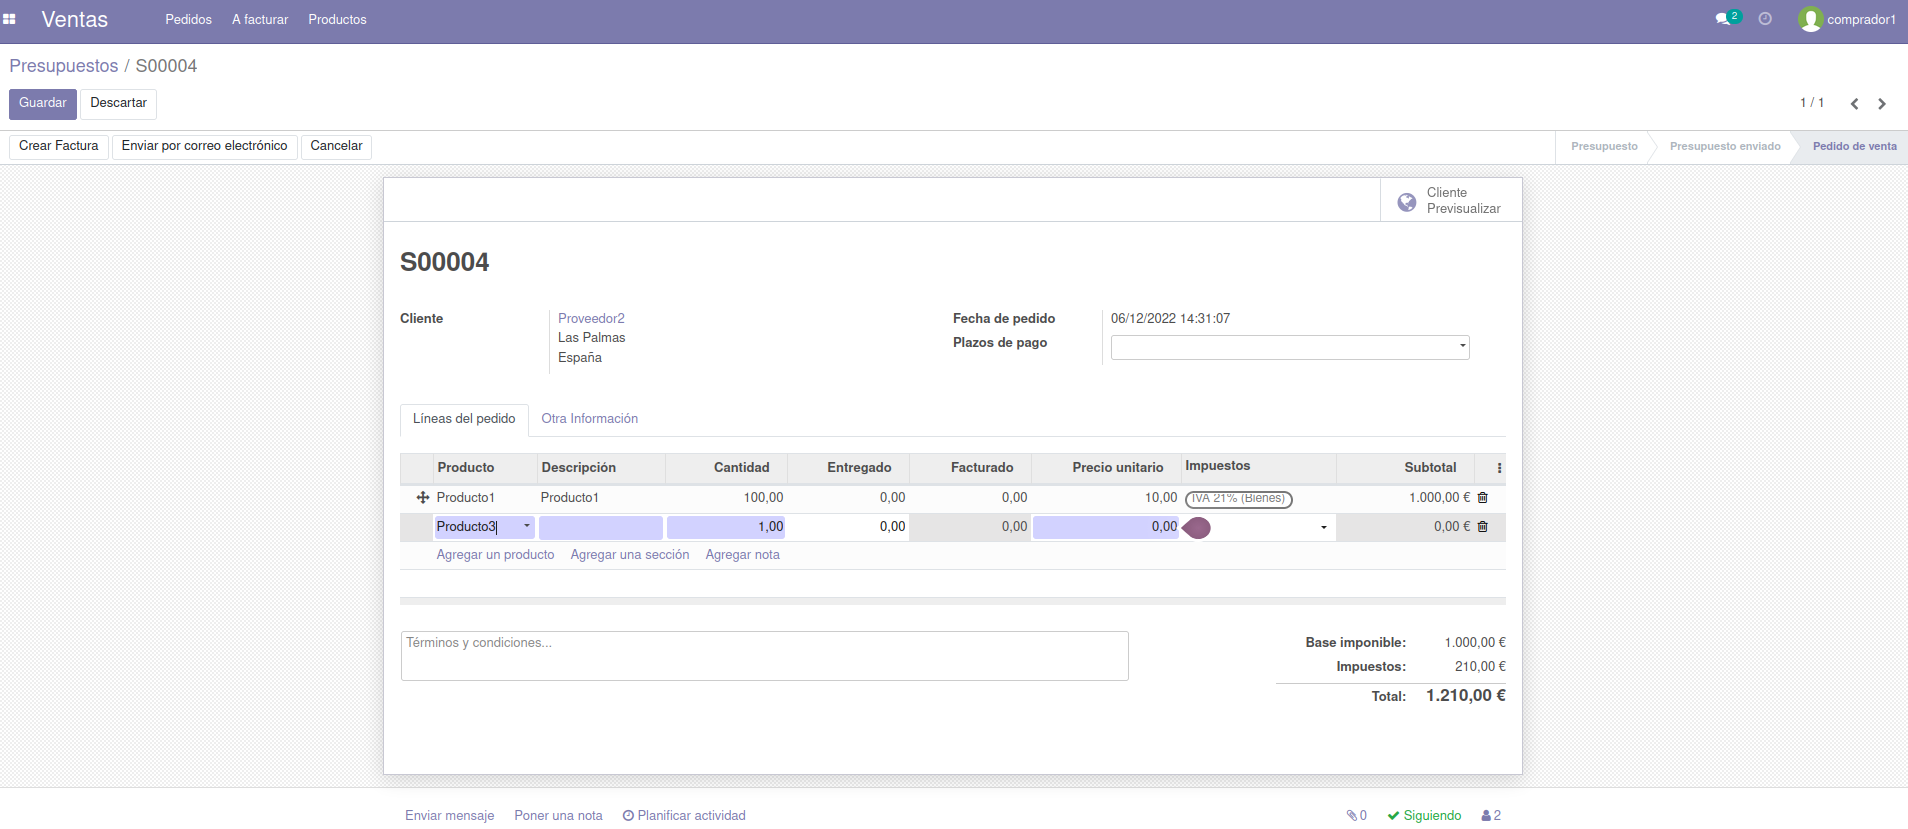 Ventas Pedidos A facturar Productos 2 comprador1
Presupuestos / S00004
Guardar Descartar 1 / 1
Crear Factura Enviar por correo electrónico Cancelar Presupuesto Presupuesto enviado Pedido de venta
Cliente
Previsualizar
S00004
Cliente Proveedor2 Fecha de pedido 06/12/2022 14:31:07
Las Palmas
Plazos de pago
España
Líneas del pedido Otra Información
Producto Descripción Cantidad Entregado Facturado Precio unitario Impuestos Subtotal
Producto1 Producto1 100,00 0,00 0,00 10,00 IVA 21% (Bienes) 1.000,00 €
Producto3 1,00 0,00 0,00 0,00 0,00 €
Agregar un producto Agregar una sección Agregar nota
Términos y condiciones... Base imponible: 1.000,00 €
Impuestos: 210,00 €
Total: 1.210,00 €
Enviar mensaje Poner una nota Planificar actividad 0 Siguiendo 2